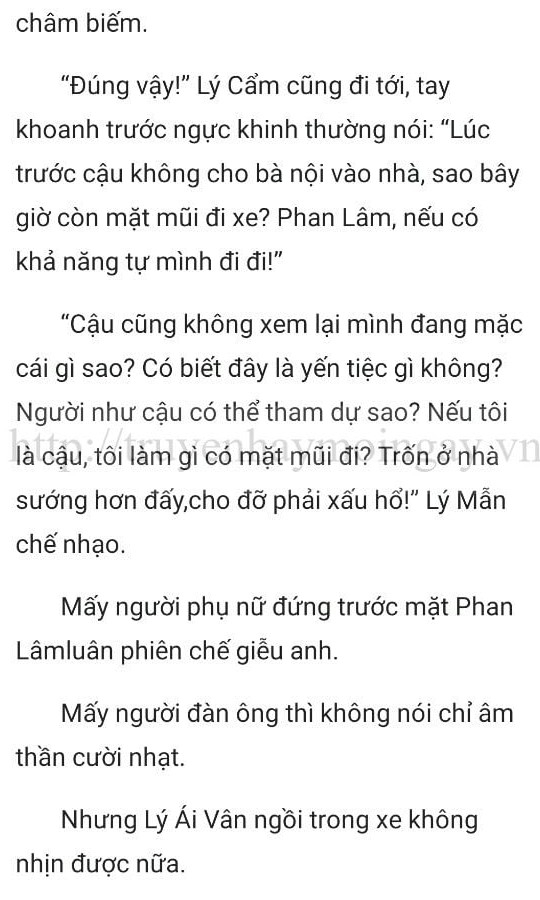 châm biếm.
“Đúng vậy!” Lý Cẩm cũng đi tới, tay
khoanh trước ngực khinh thường nói: “Lúc
trước cậu không cho bà nội vào nhà, sao bây
giờ còn mặt mũi đi xe? Phan Lâm, nếu có
khả năng tự mình đi đi!”
“Cậu cũng không xem lại mình đang mặc
cái gì sao? Có biết đây là yến tiệc gì không?
Người như cậu có thể tham dự sao? Nếu tôi
http://truyenhaymoingay.vn
là cậu, tôi làm gì có mặt mũi đi? Trốn ở nhà
sướng hơn đấy,cho đỡ phải xấu hổ!” Lý Mẫn
chế nhạo.
Mấy người phụ nữ đứng trước mặt Phan
Lâmluân phiên chế giễu anh.
Mấy người đàn ông thì không nói chỉ âm
thần cười nhạt.
Nhưng Lý Ái Vân ngồi trong xe không
nhịn được nữa.